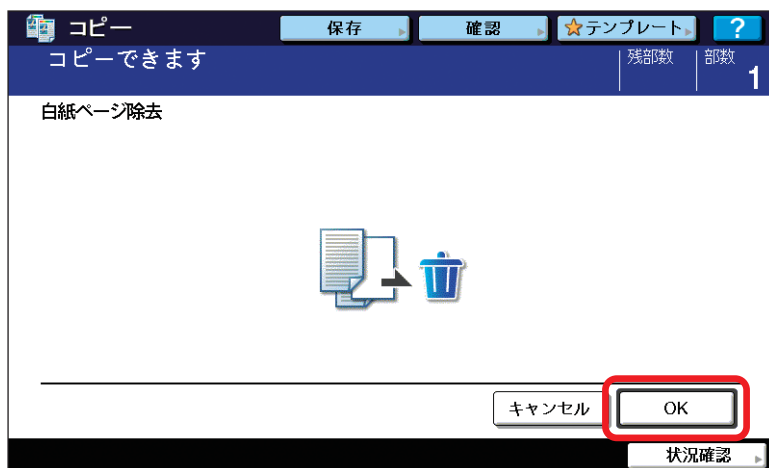 コピー 保存 確認 テンプレート ?
コピーできます 残部数 部数
1
白紙ページ除去
キャンセル OK
状況確認